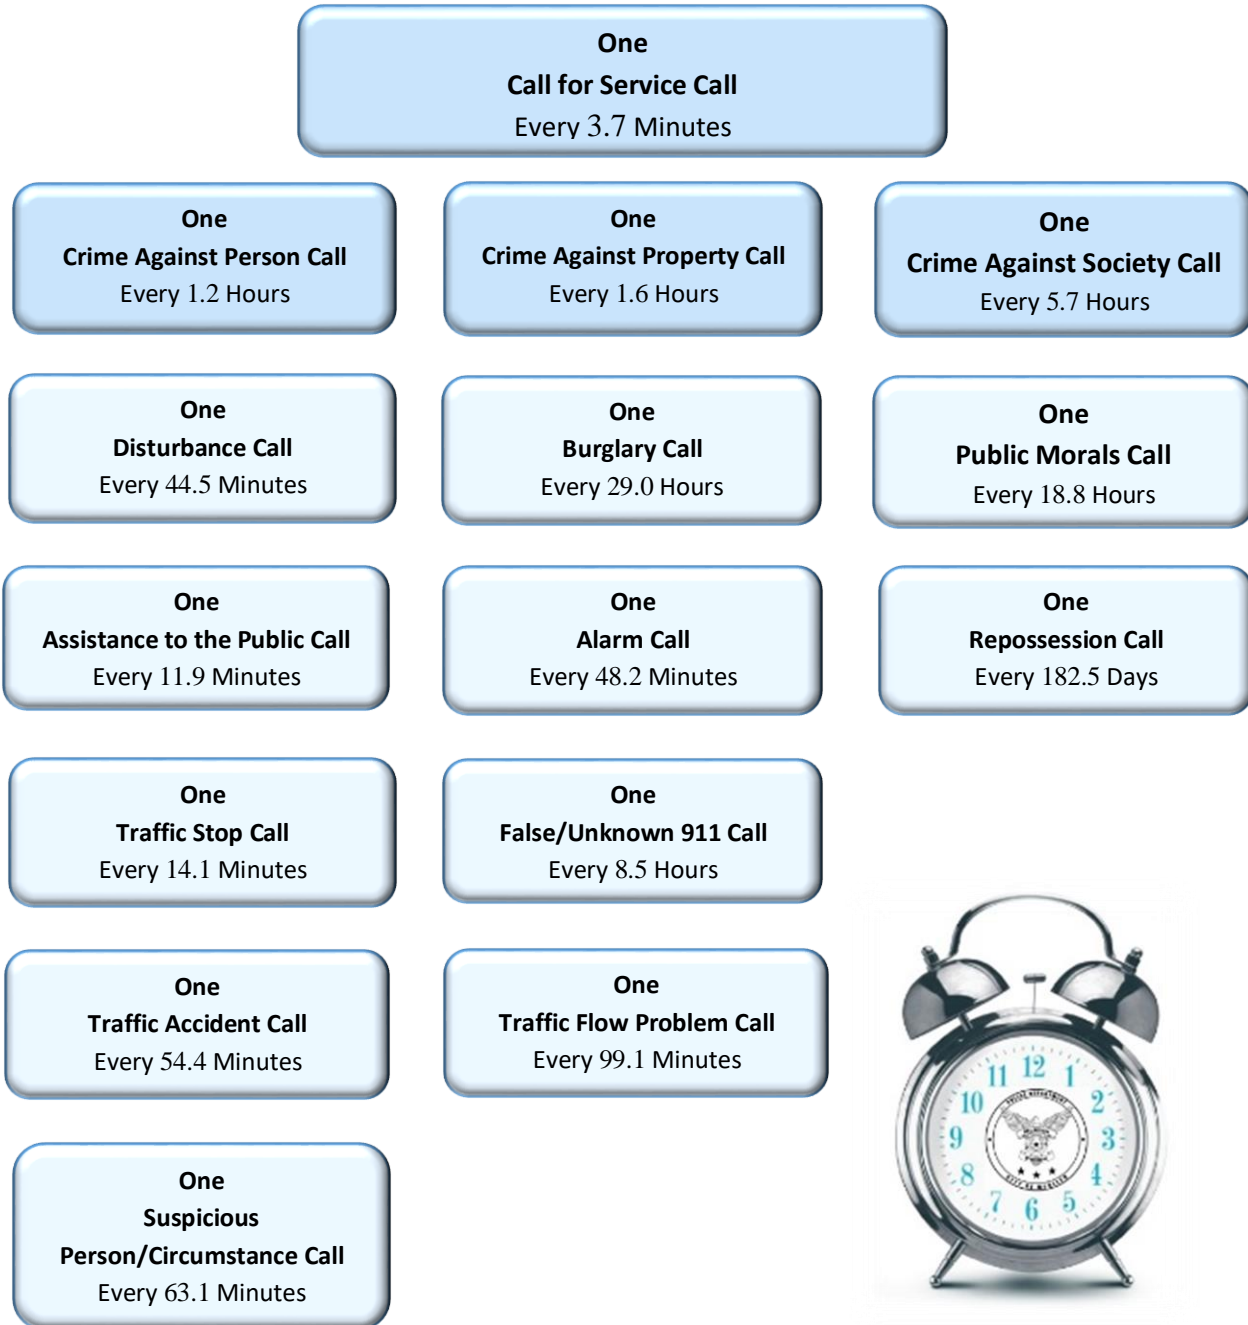 One
Call for Service Call
Every 3.7 Minutes
One
Crime Against Person Call
Every 1.2 Hours
One
Crime Against Property Call
Every 1.6 Hours
One
Crime Against Society Call
Every 5.7 Hours
One
Disturbance Call
Every 44.5 Minutes
One
Burglary Call
Every 29.0 Hours
One
Public Morals Call
Every 18.8 Hours
One
Assistance to the Public Call
Every 11.9 Minutes
One
Alarm Call
Every 48.2 Minutes
One
Repossession Call
Every 182.5 Days
One
Traffic Stop Call
Every 14.1 Minutes
One
False/Unknown 911 Call
Every 8.5 Hours
One
Traffic Accident Call
Every 54.4 Minutes
One
Traffic Flow Problem Call
Every 99.1 Minutes
One
Suspicious
Person/Circumstance Call
Every 63.1 Minutes
12
1
2
3
4
5
6
7
8
9
10
11
POLICE DEPARTMENT